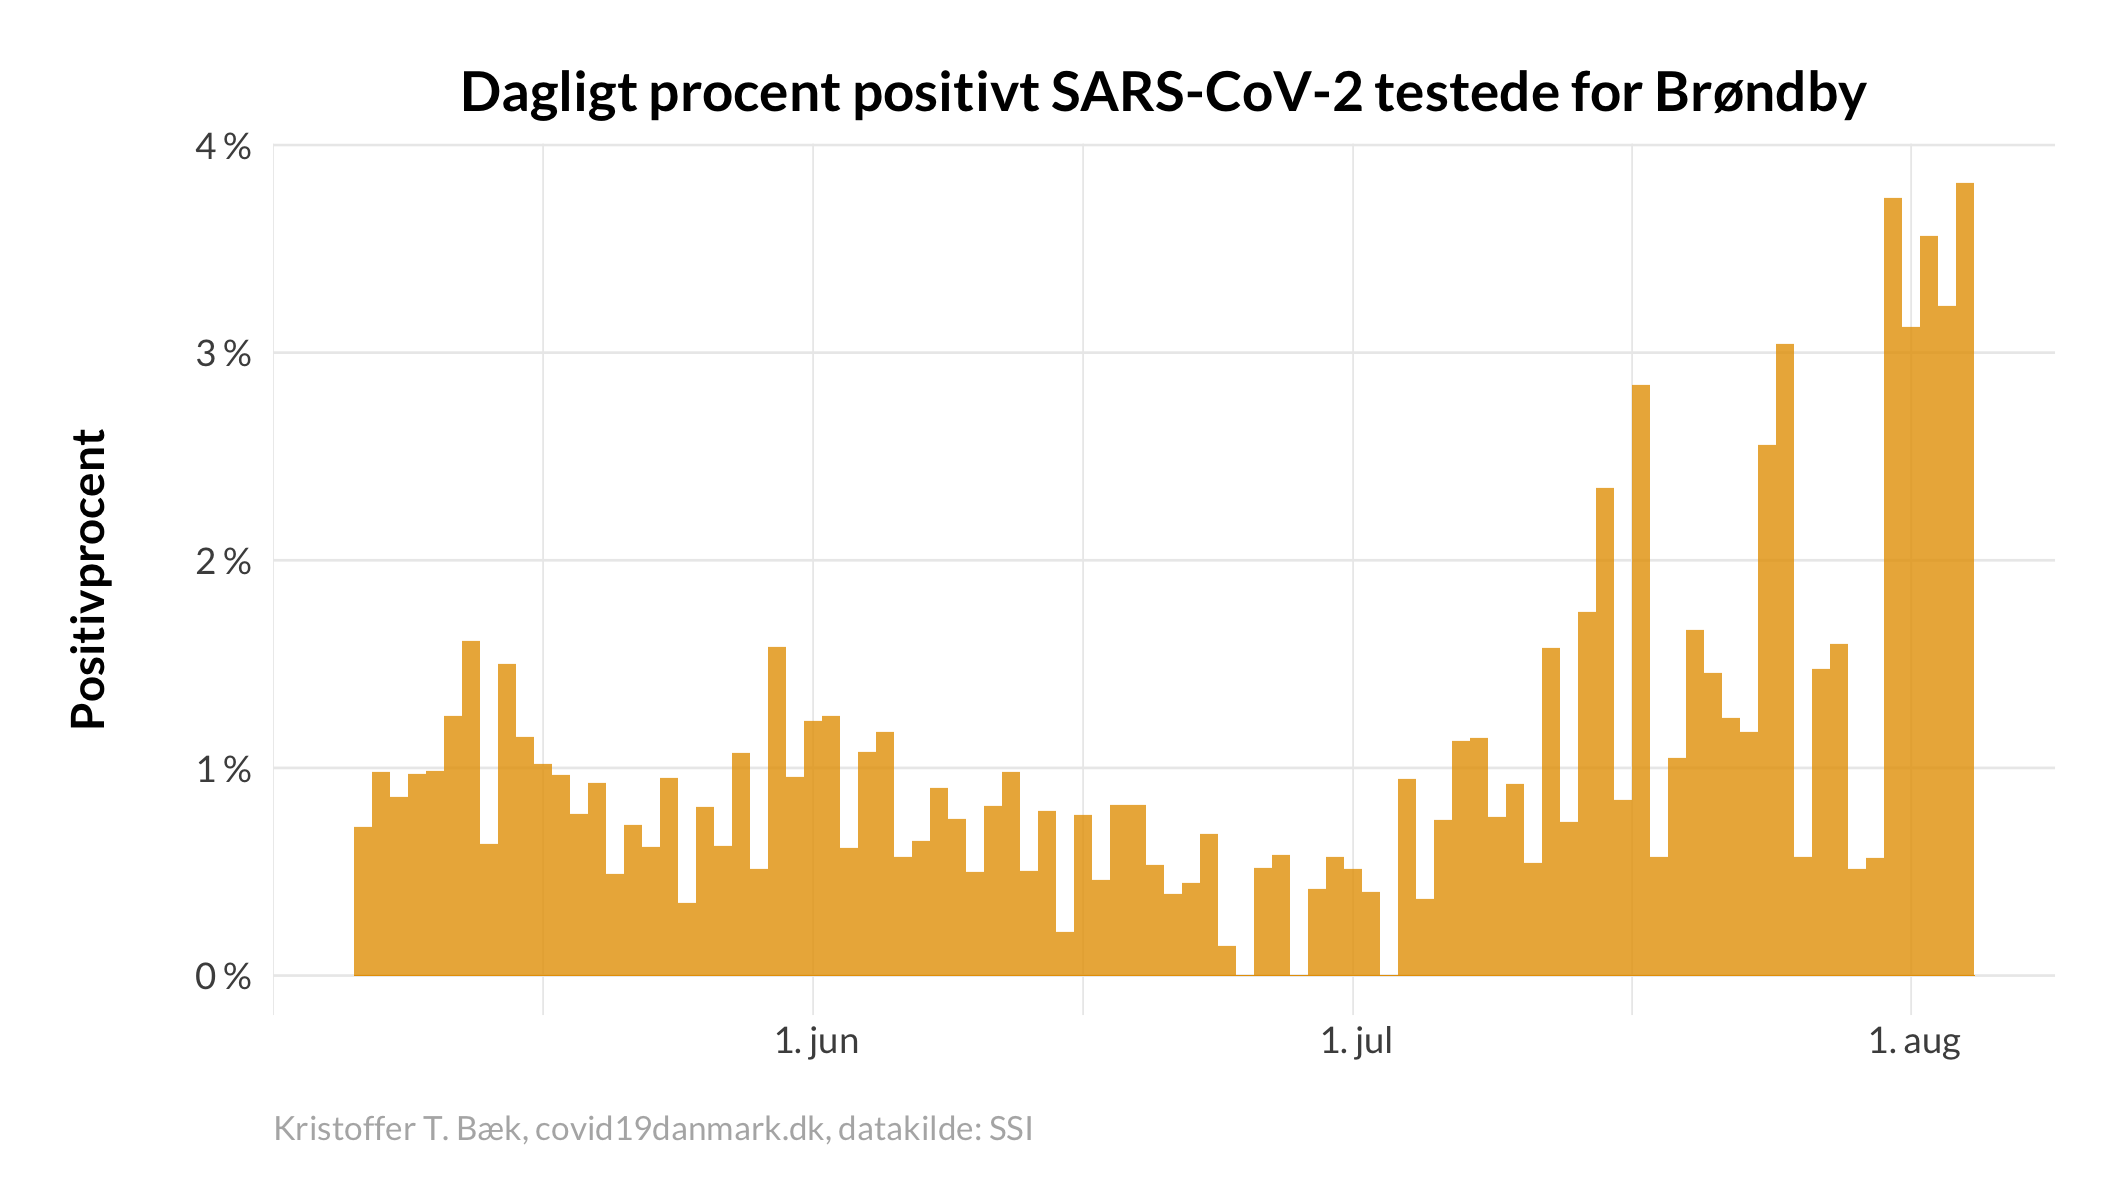 Dagligt procent positivt SARS-CoV-2 testede for Brøndby
4 %
3 %
2 %
1 %
0 %
Positivprocent
1. jun
1. jul
1. aug
Kristoffer T. Bæk, covid19danmark.dk, datakilde: SSI